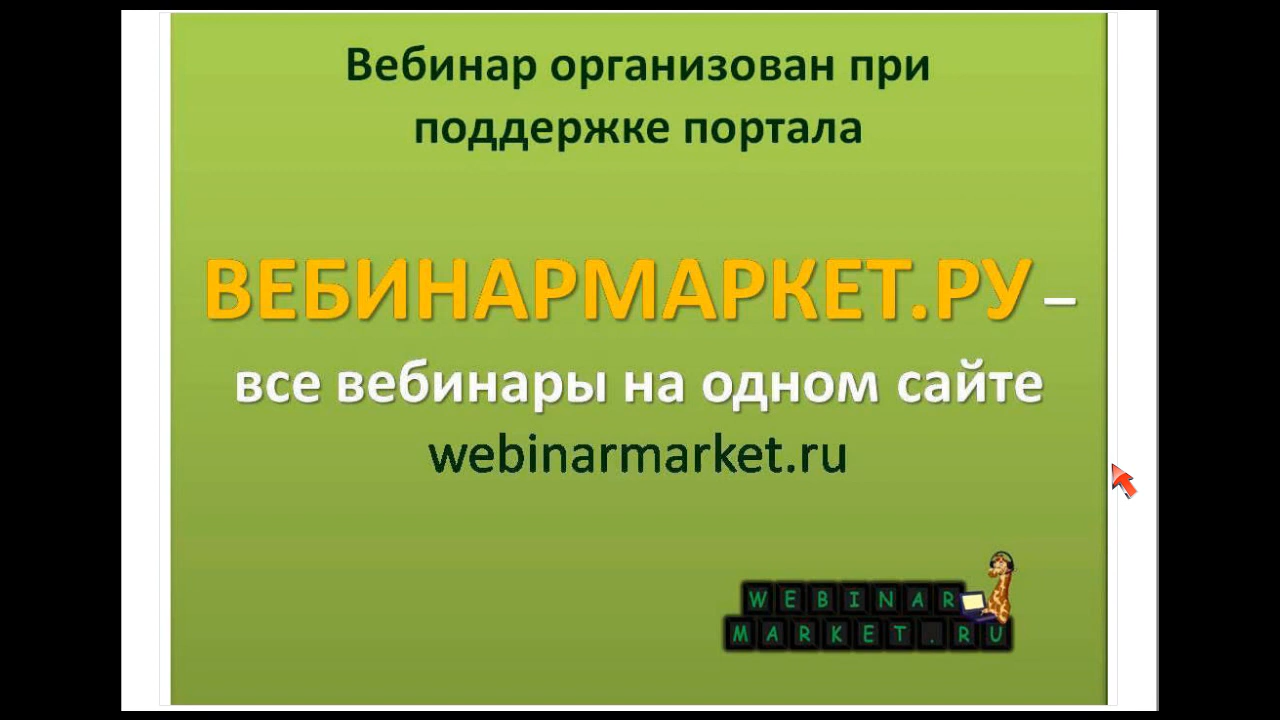 Вебинар организован при
поддержке портала
ВЕБИНАРМАРКЕТ.РУ –
все вебинары на одном сайте
webinarmarket.ru
WEBINAR
MARKET.RU